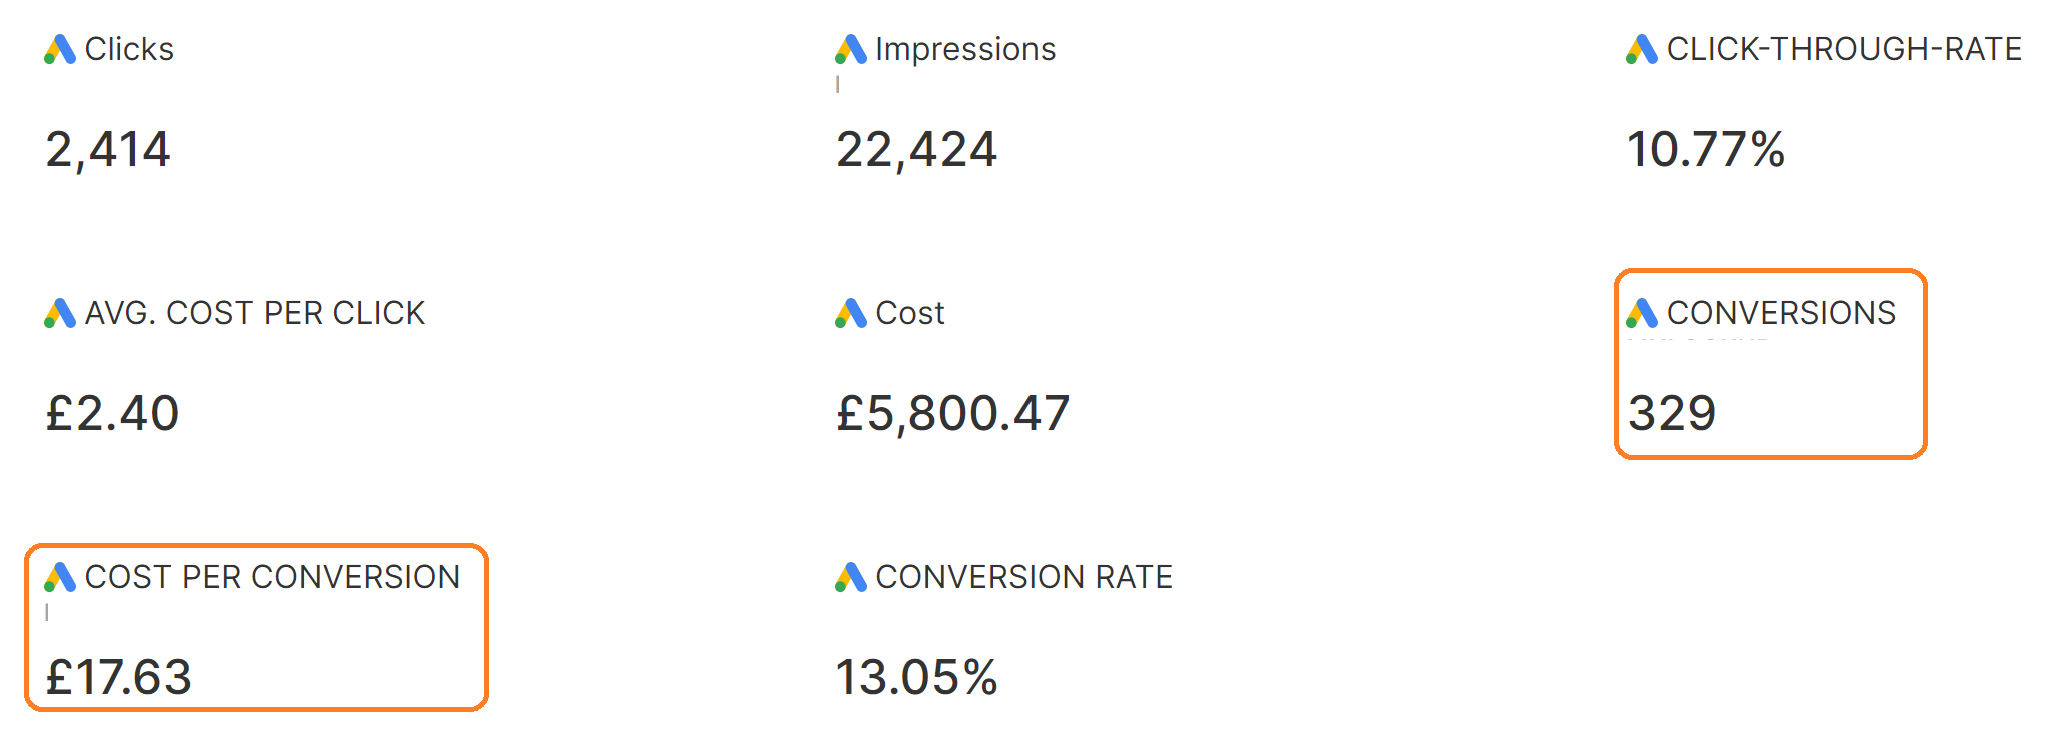 Clicks
Impressions
CLICK-THROUGH-RATE
2,414
22,424
10.77%
AVG. COST PER CLICK
Cost
CONVERSIONS
£2.40
£5,800.47
329
COST PER CONVERSION
CONVERSION RATE
£17.63
13.05%